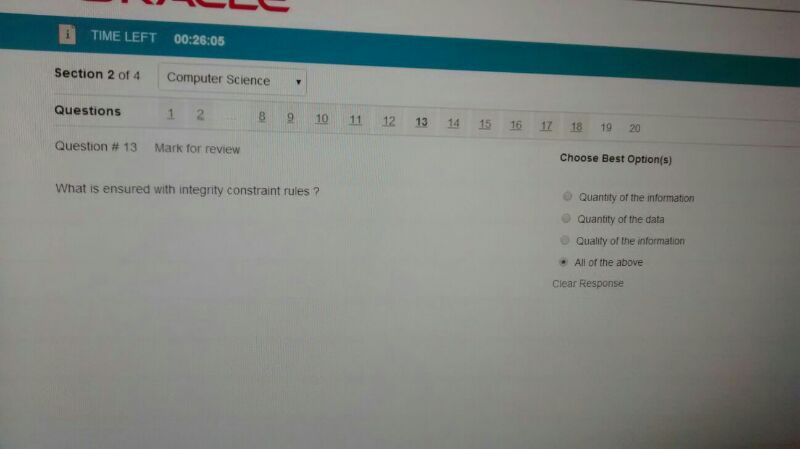 ORACLE
i TIME LEFT 00:26:05
Section 2 of 4 Computer Science
Questions 1 2 ... 8 9 10 11 12 13 14 15 16 17 18 19 20
Question # 13 Mark for review
Choose Best Option(s)
What is ensured with integrity constraint rules ?
Quantity of the information
Quantity of the data
Quality of the information
All of the above
Clear Response